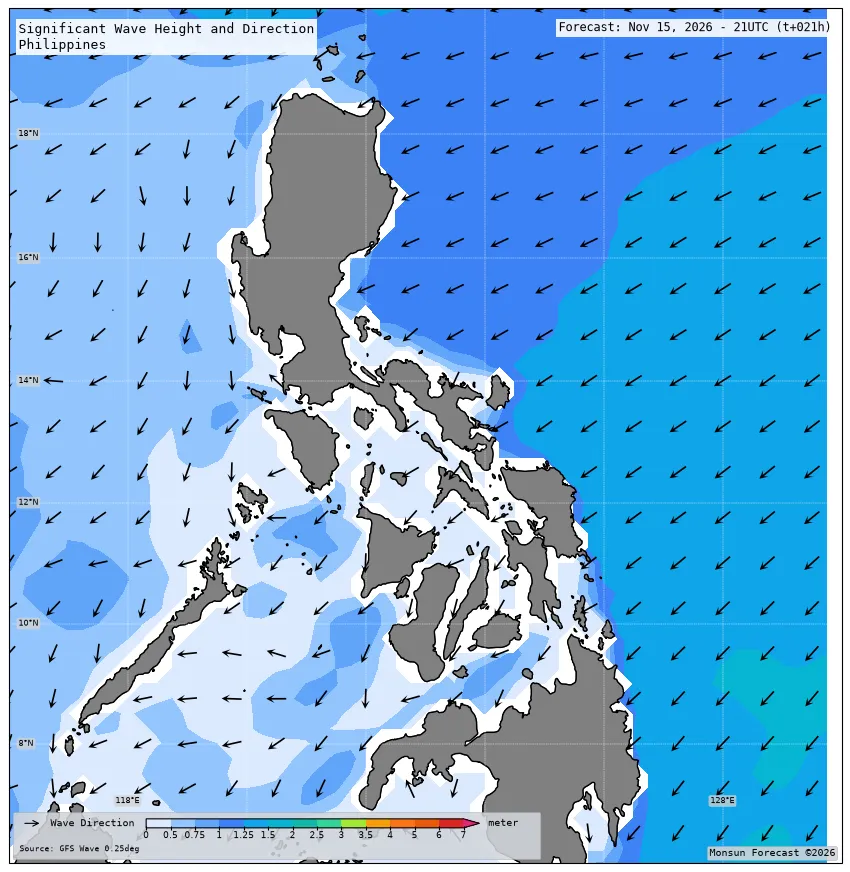 Significant Wave Height and Direction
Philippines
Forecast: Nov 15, 2026 - 21UTC (t+021h)
18°N
16°N
14°N
12°N
10°N
8°N
118°E
128°E
Wave Direction
0 0.5 0.75 1 1.25 1.5 2 2.5 3 3.5 4 5 6 7
meter
Source: GFS Wave 0.25deg
Monsun Forecast ©2026